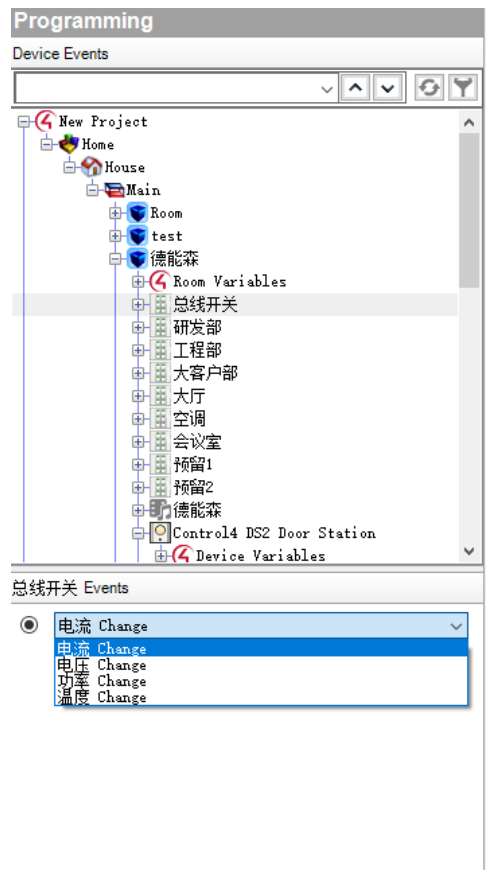 Programming
Device Events
New Project
Home
House
Main
Room
test
德能森
Room Variables
总线开关
研发部
工程部
大客户部
大厅
空调
会议室
预留1
预留2
德能森
Control4 DS2 Door Station
Device Variables
总线开关 Events
电流 Change
电流 Change
电压 Change
功率 Change
温度 Change